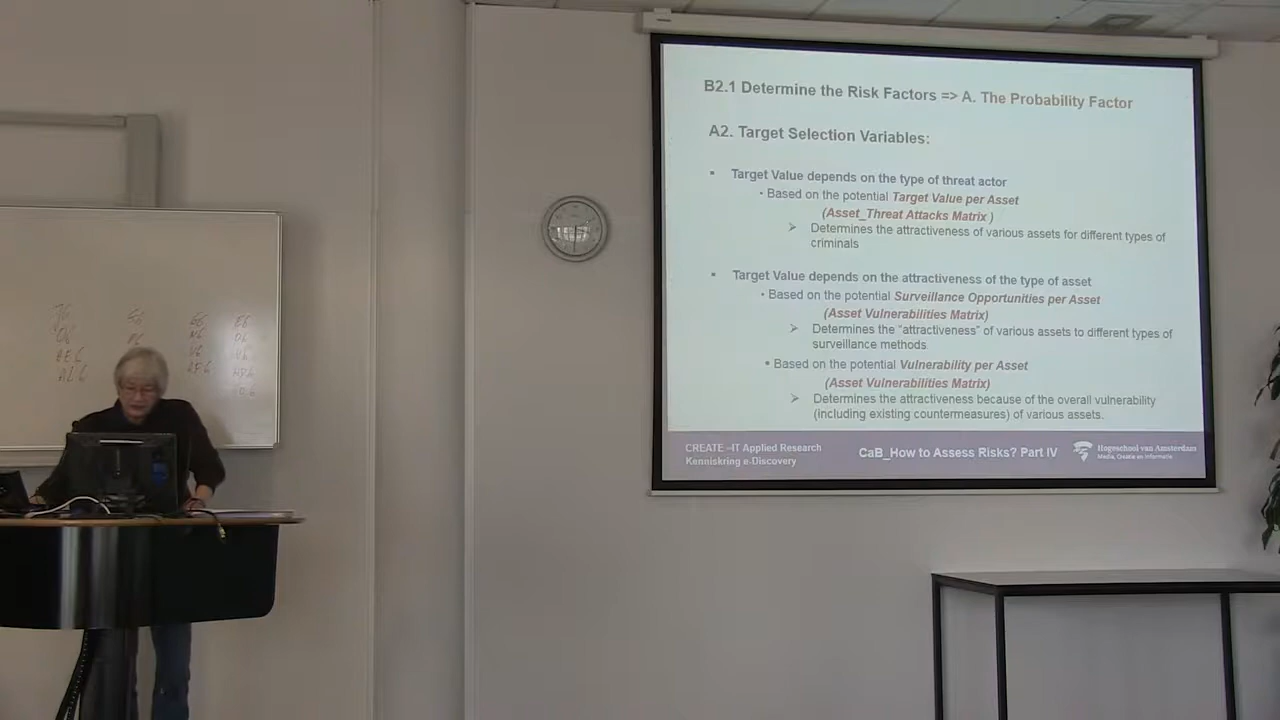 B2.1 Determine the Risk Factors => A. The Probability Factor
A2. Target Selection Variables:
▪ Target Value depends on the type of threat actor
• Based on the potential Target Value per Asset
(Asset_Threat Attacks Matrix )
➢ Determines the attractiveness of various assets for different types of
criminals
▪ Target Value depends on the attractiveness of the type of asset
• Based on the potential Surveillance Opportunities per Asset
(Asset Vulnerabilities Matrix)
➢ Determines the “attractiveness” of various assets to different types of
surveillance methods
▪ Based on the potential Vulnerability per Asset
(Asset Vulnerabilities Matrix)
➢ Determines the attractiveness because of the overall vulnerability
(including existing countermeasures) of various assets.
CREATE –IT Applied Research
Kenniskring e-Discovery
CaB_How to Assess Risks? Part IV
Hogeschool van Amsterdam
Media, Creatie en Informatie